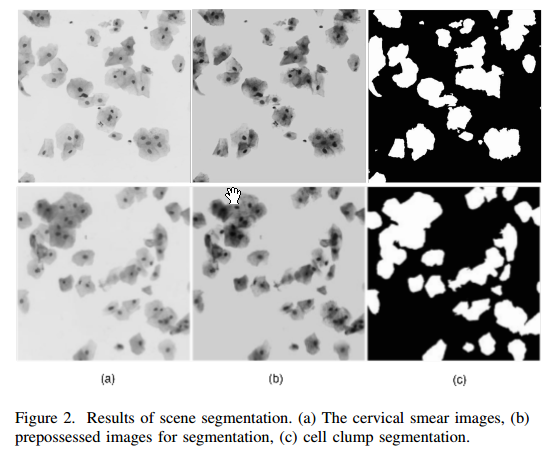 (a)
(b)
(c)
Figure 2. Results of scene segmentation. (a) The cervical smear images, (b)
prepossessed images for segmentation, (c) cell clump segmentation.